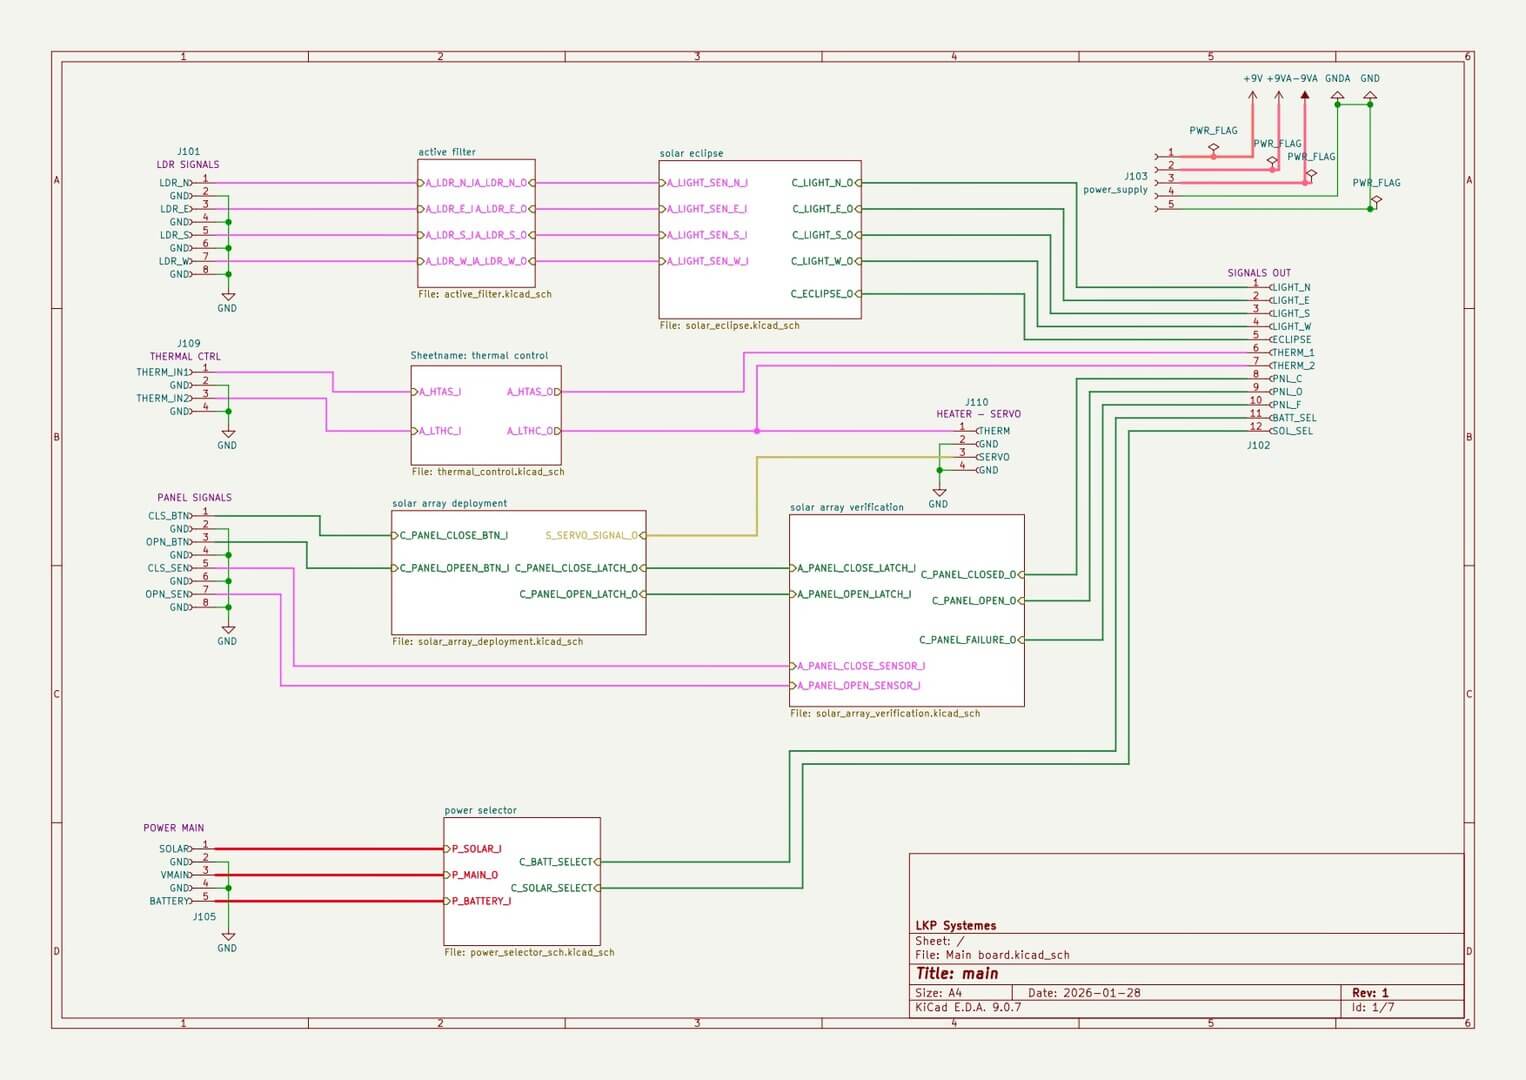 1 2 3 4 5 6
A
B
C
D
A
B
C
D
1 2 3 4 5 6
+9V +9VA -9VA GNDA GND
PWR_FLAG
PWR_FLAG
PWR_FLAG
PWR_FLAG
J103
power_supply
1
2
3
4
5
J101
LDR SIGNALS
LDR_N 1
GND 2
LDR_E 3
GND 4
LDR_S 5
GND 6
LDR_W 7
GND 8
GND
active filter
A_LDR_N_I A_LDR_N_O
A_LDR_E_I A_LDR_E_O
A_LDR_S_I A_LDR_S_O
A_LDR_W_I A_LDR_W_O
File: active_filter.kicad_sch
solar eclipse
A_LIGHT_SEN_N_I C_LIGHT_N_O
A_LIGHT_SEN_E_I C_LIGHT_E_O
A_LIGHT_SEN_S_I C_LIGHT_S_O
A_LIGHT_SEN_W_I C_LIGHT_W_O
C_ECLIPSE_O
File: solar_eclipse.kicad_sch
SIGNALS OUT
1 LIGHT_N
2 LIGHT_E
3 LIGHT_S
4 LIGHT_W
5 ECLIPSE
6 THERM_1
7 THERM_2
8 PNL_C
9 PNL_O
10 PNL_F
11 BATT_SEL
12 SOL_SEL
J102
J109
THERMAL CTRL
THERM_IN1 1
GND 2
THERM_IN2 3
GND 4
GND
Sheetname: thermal control
A_HTAS_I A_HTAS_O
A_LTHC_I A_LTHC_O
File: thermal_control.kicad_sch
J110
HEATER - SERVO
1 THERM
2 GND
3 SERVO
4 GND
GND
PANEL SIGNALS
CLS_BTN 1
GND 2
OPN_BTN 3
GND 4
CLS_SEN 5
GND 6
OPN_SEN 7
GND 8
GND
solar array deployment
C_PANEL_CLOSE_BTN_I S_SERVO_SIGNAL_O
C_PANEL_OPEEN_BTN_I C_PANEL_CLOSE_LATCH_O
C_PANEL_OPEN_LATCH_O
File: solar_array_deployment.kicad_sch
solar array verification
A_PANEL_CLOSE_LATCH_I C_PANEL_CLOSED_O
A_PANEL_OPEN_LATCH_I C_PANEL_OPEN_O
C_PANEL_FAILURE_O
A_PANEL_CLOSE_SENSOR_I
A_PANEL_OPEN_SENSOR_I
File: solar_array_verification.kicad_sch
POWER MAIN
SOLAR 1
GND 2
VMAIN 3
GND 4
BATTERY 5
J105
GND
power selector
P_SOLAR_I
C_BATT_SELECT
P_MAIN_O
C_SOLAR_SELECT
P_BATTERY_I
File: power_selector_sch.kicad_sch
LKP Systemes
Sheet: /
File: Main board.kicad_sch
Title: main
Size: A4 Date: 2026-01-28 Rev: 1
KiCad E.D.A. 9.0.7 Id: 1/7